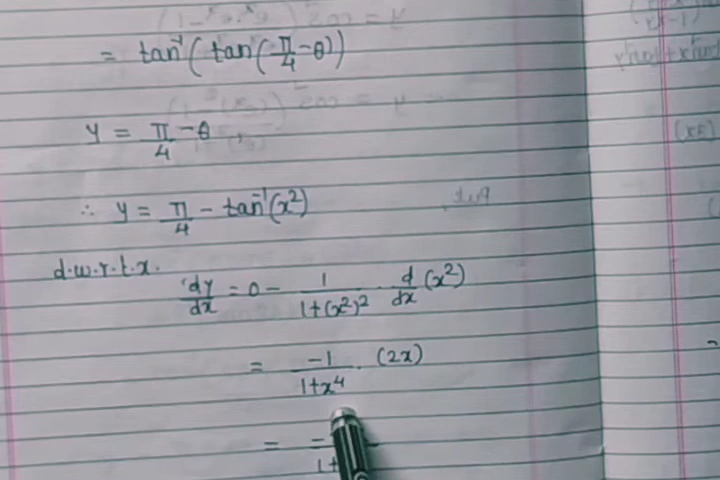 = tan⁻¹(tan(π/4 - θ))
y = π/4 - θ
∴ y = π/4 - tan⁻¹(x²)
d.w.r.t.x.
dy/dx = 0 - 1/(1+(x²)²) . d/dx (x²)
= -1/(1+x⁴) . (2x)
= -